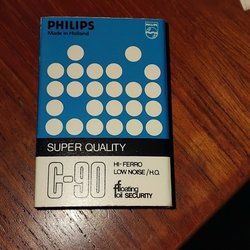 PHILIPS
Made in Holland
PHILIPS
SUPER QUALITY
C-90
HI-FERRO
LOW NOISE/H.O.
floating
foil SECURITY